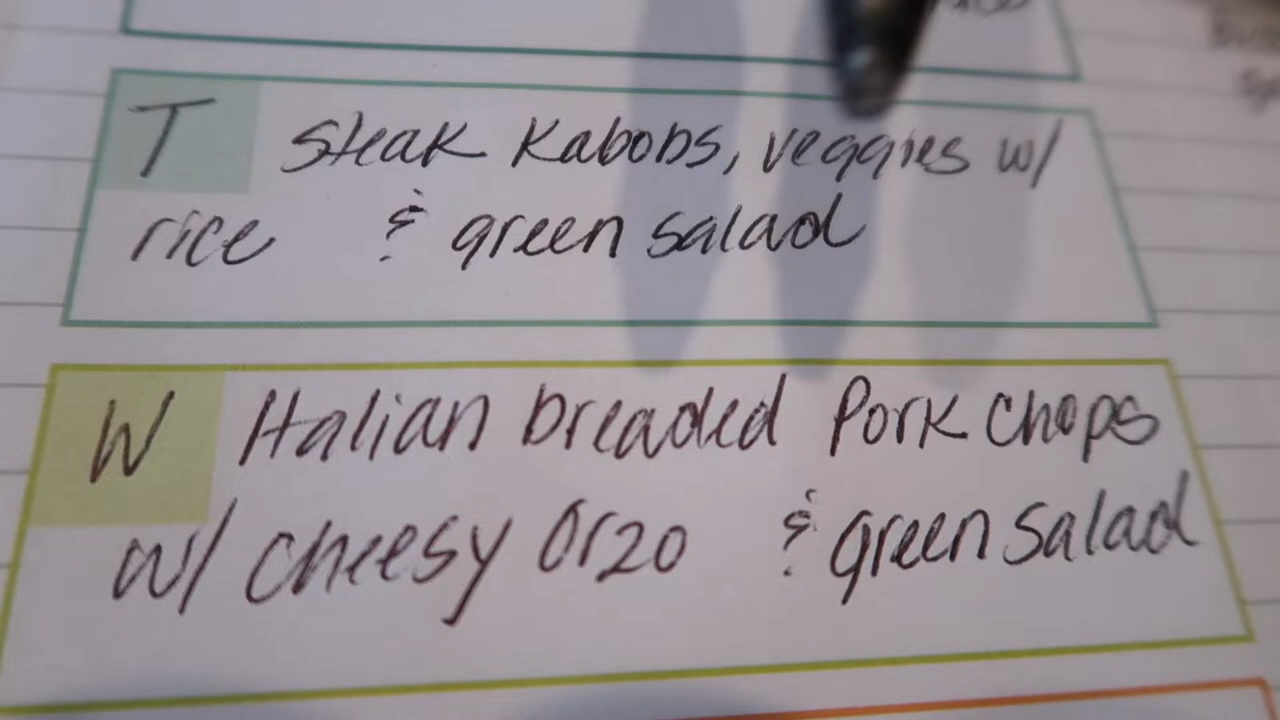 T steak Kabobs, veggies w/
rice & green salad
W Italian breaded Pork Chops
w/ cheesy Orzo & green salad